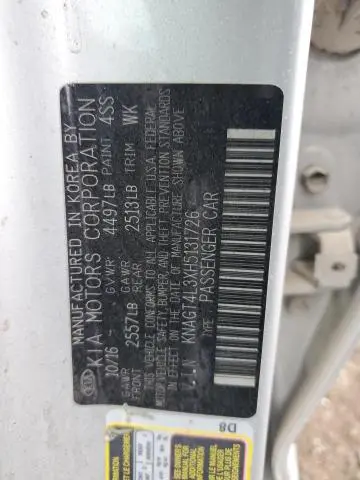 MANUFACTURED IN KOREA BY
KIA KIA MOTORS CORPORATION
10/16 GVWR: 4497LB PAINT 4SS
GAWR FRONT 2557LB GAWR REAR 2513LB TRIM WK
THIS VEHICLE CONFORMS TO ALL APPLICABLE U.S.A. FEDERAL
MOTOR VEHICLE SAFETY, BUMPER, AND THEFT PREVENTION STANDARDS
IN EFFECT ON THE DATE OF MANUFACTURE SHOWN ABOVE
KNAGT4L3XH5131726
PASSENGER CAR
D8